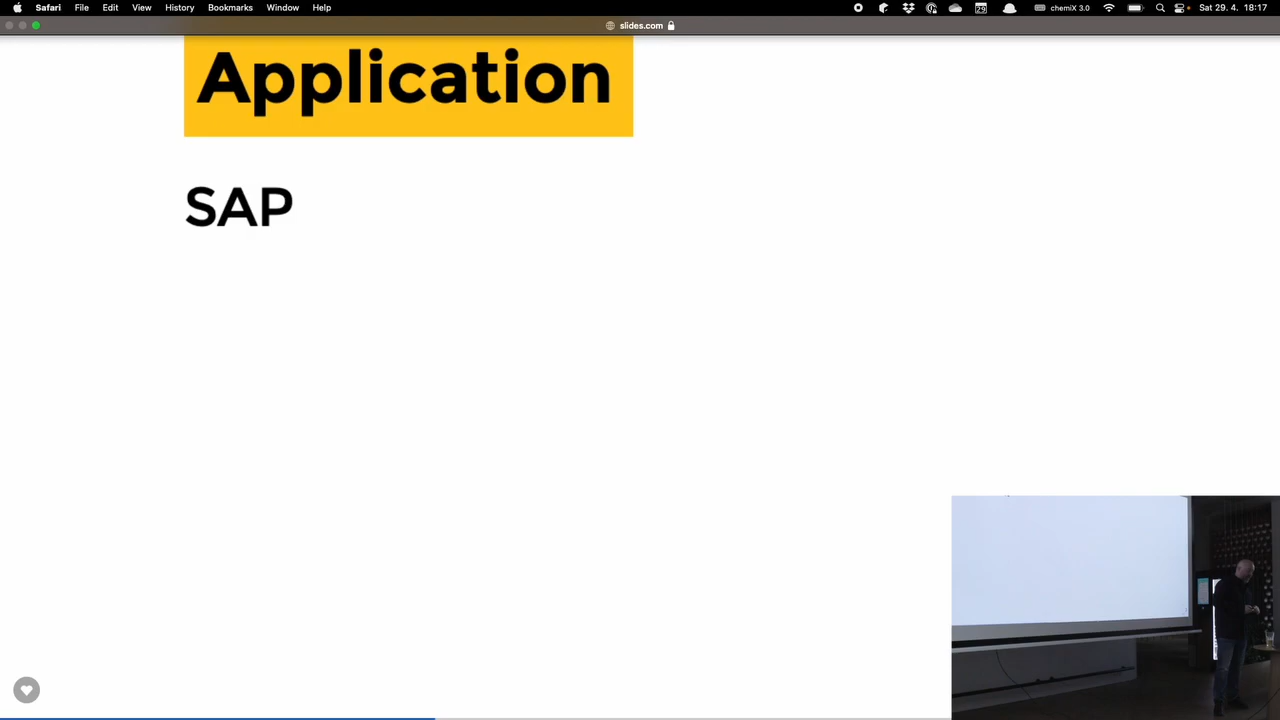 Safari File Edit View History Bookmarks Window Help 29 chemiX 3.0 Sat 29. 4. 18:17
slides.com
Application
SAP